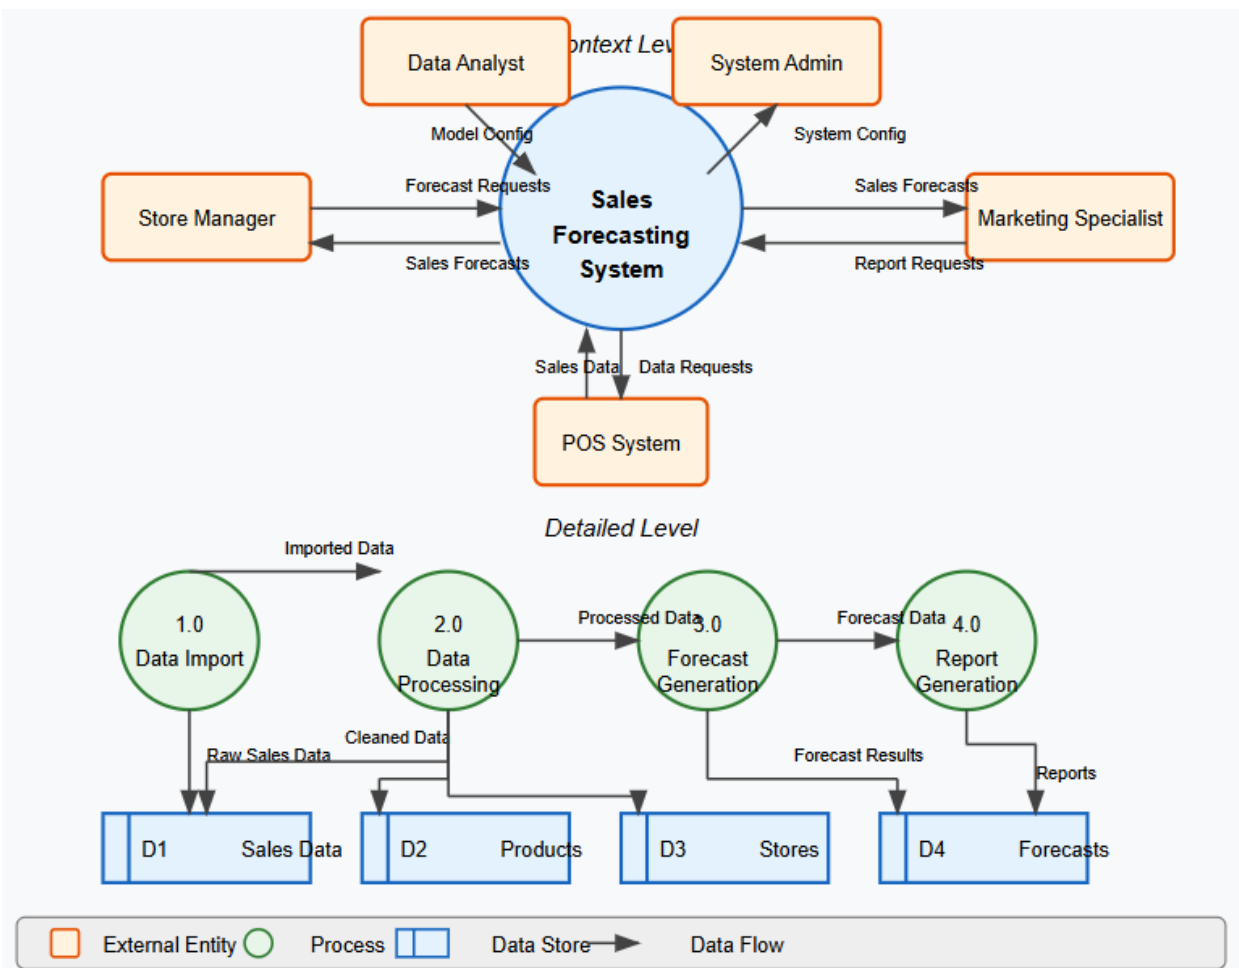 Data Analyst
ontext Lev
System Admin
Model Config
System Config
Forecast Requests
Sales Forecasts
Store Manager
Sales
Forecasting
System
Marketing Specialist
Sales Forecasts
Report Requests
Sales Data
Data Requests
POS System
Detailed Level
Imported Data
1.0
Data Import
2.0
Data
Processing
Processed Data
3.0
Forecast
Generation
Forecast Data
4.0
Report
Generation
Cleaned Data
Raw Sales Data
Forecast Results
Reports
D1 Sales Data
D2 Products
D3 Stores
D4 Forecasts
External Entity
Process
Data Store
Data Flow